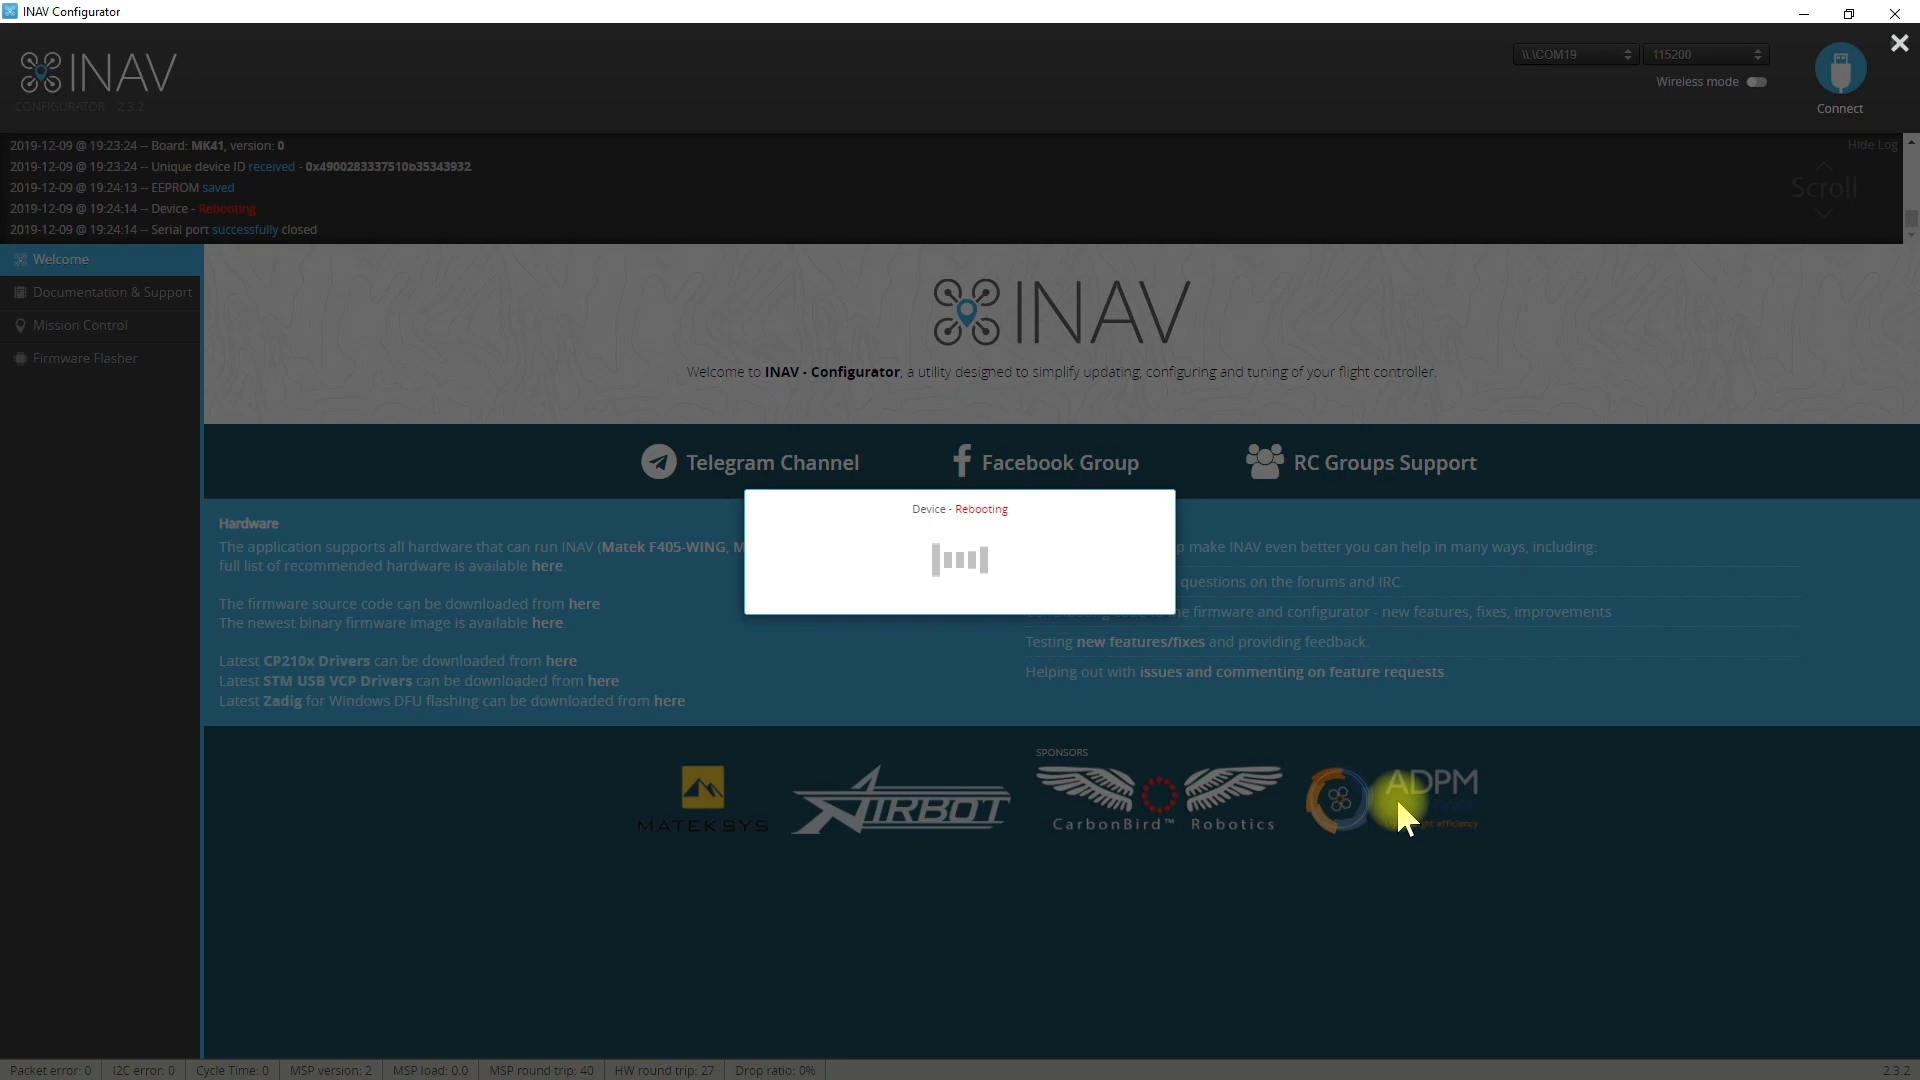 INAV Configurator
INAV
CONFIGURATOR 2.3.2
\\.\COM19
115200
Wireless mode
Connect
2019-12-09 @ 19:23:24 -- Board: MK41, version: 0
2019-12-09 @ 19:23:24 -- Unique device ID received - 0x4900283337510b35343932
2019-12-09 @ 19:24:13 -- EEPROM saved
2019-12-09 @ 19:24:14 -- Device - Rebooting
2019-12-09 @ 19:24:14 -- Serial port successfully closed
Hide Log
Scroll
Welcome
Documentation & Support
Mission Control
Firmware Flasher
INAV
Welcome to INAV - Configurator, a utility designed to simplify updating, configuring and tuning of your flight controller.
Telegram Channel
Facebook Group
RC Groups Support
Device - Rebooting
Hardware
The application supports all hardware that can run INAV (Matek F405-WING, M
full list of recommended hardware is available here.
The firmware source code can be downloaded from here
The newest binary firmware image is available here.
Latest CP210x Drivers can be downloaded from here
Latest STM USB VCP Drivers can be downloaded from here
Latest Zadig for Windows DFU flashing can be downloaded from here
p make INAV even better you can help in many ways, including:
questions on the forums and IRC.
he firmware and configurator - new features, fixes, improvements
Testing new features/fixes and providing feedback.
Helping out with issues and commenting on feature requests.
SPONSORS
MATEKSYS
AIRBOT
CarbonBird™ Robotics
ADPM
efficiency
Packet error: 0
I2C error: 0
Cycle Time: 0
MSP version: 2
MSP load: 0.0
MSP round trip: 40
HW round trip: 27
Drop ratio: 0%
2.3.2